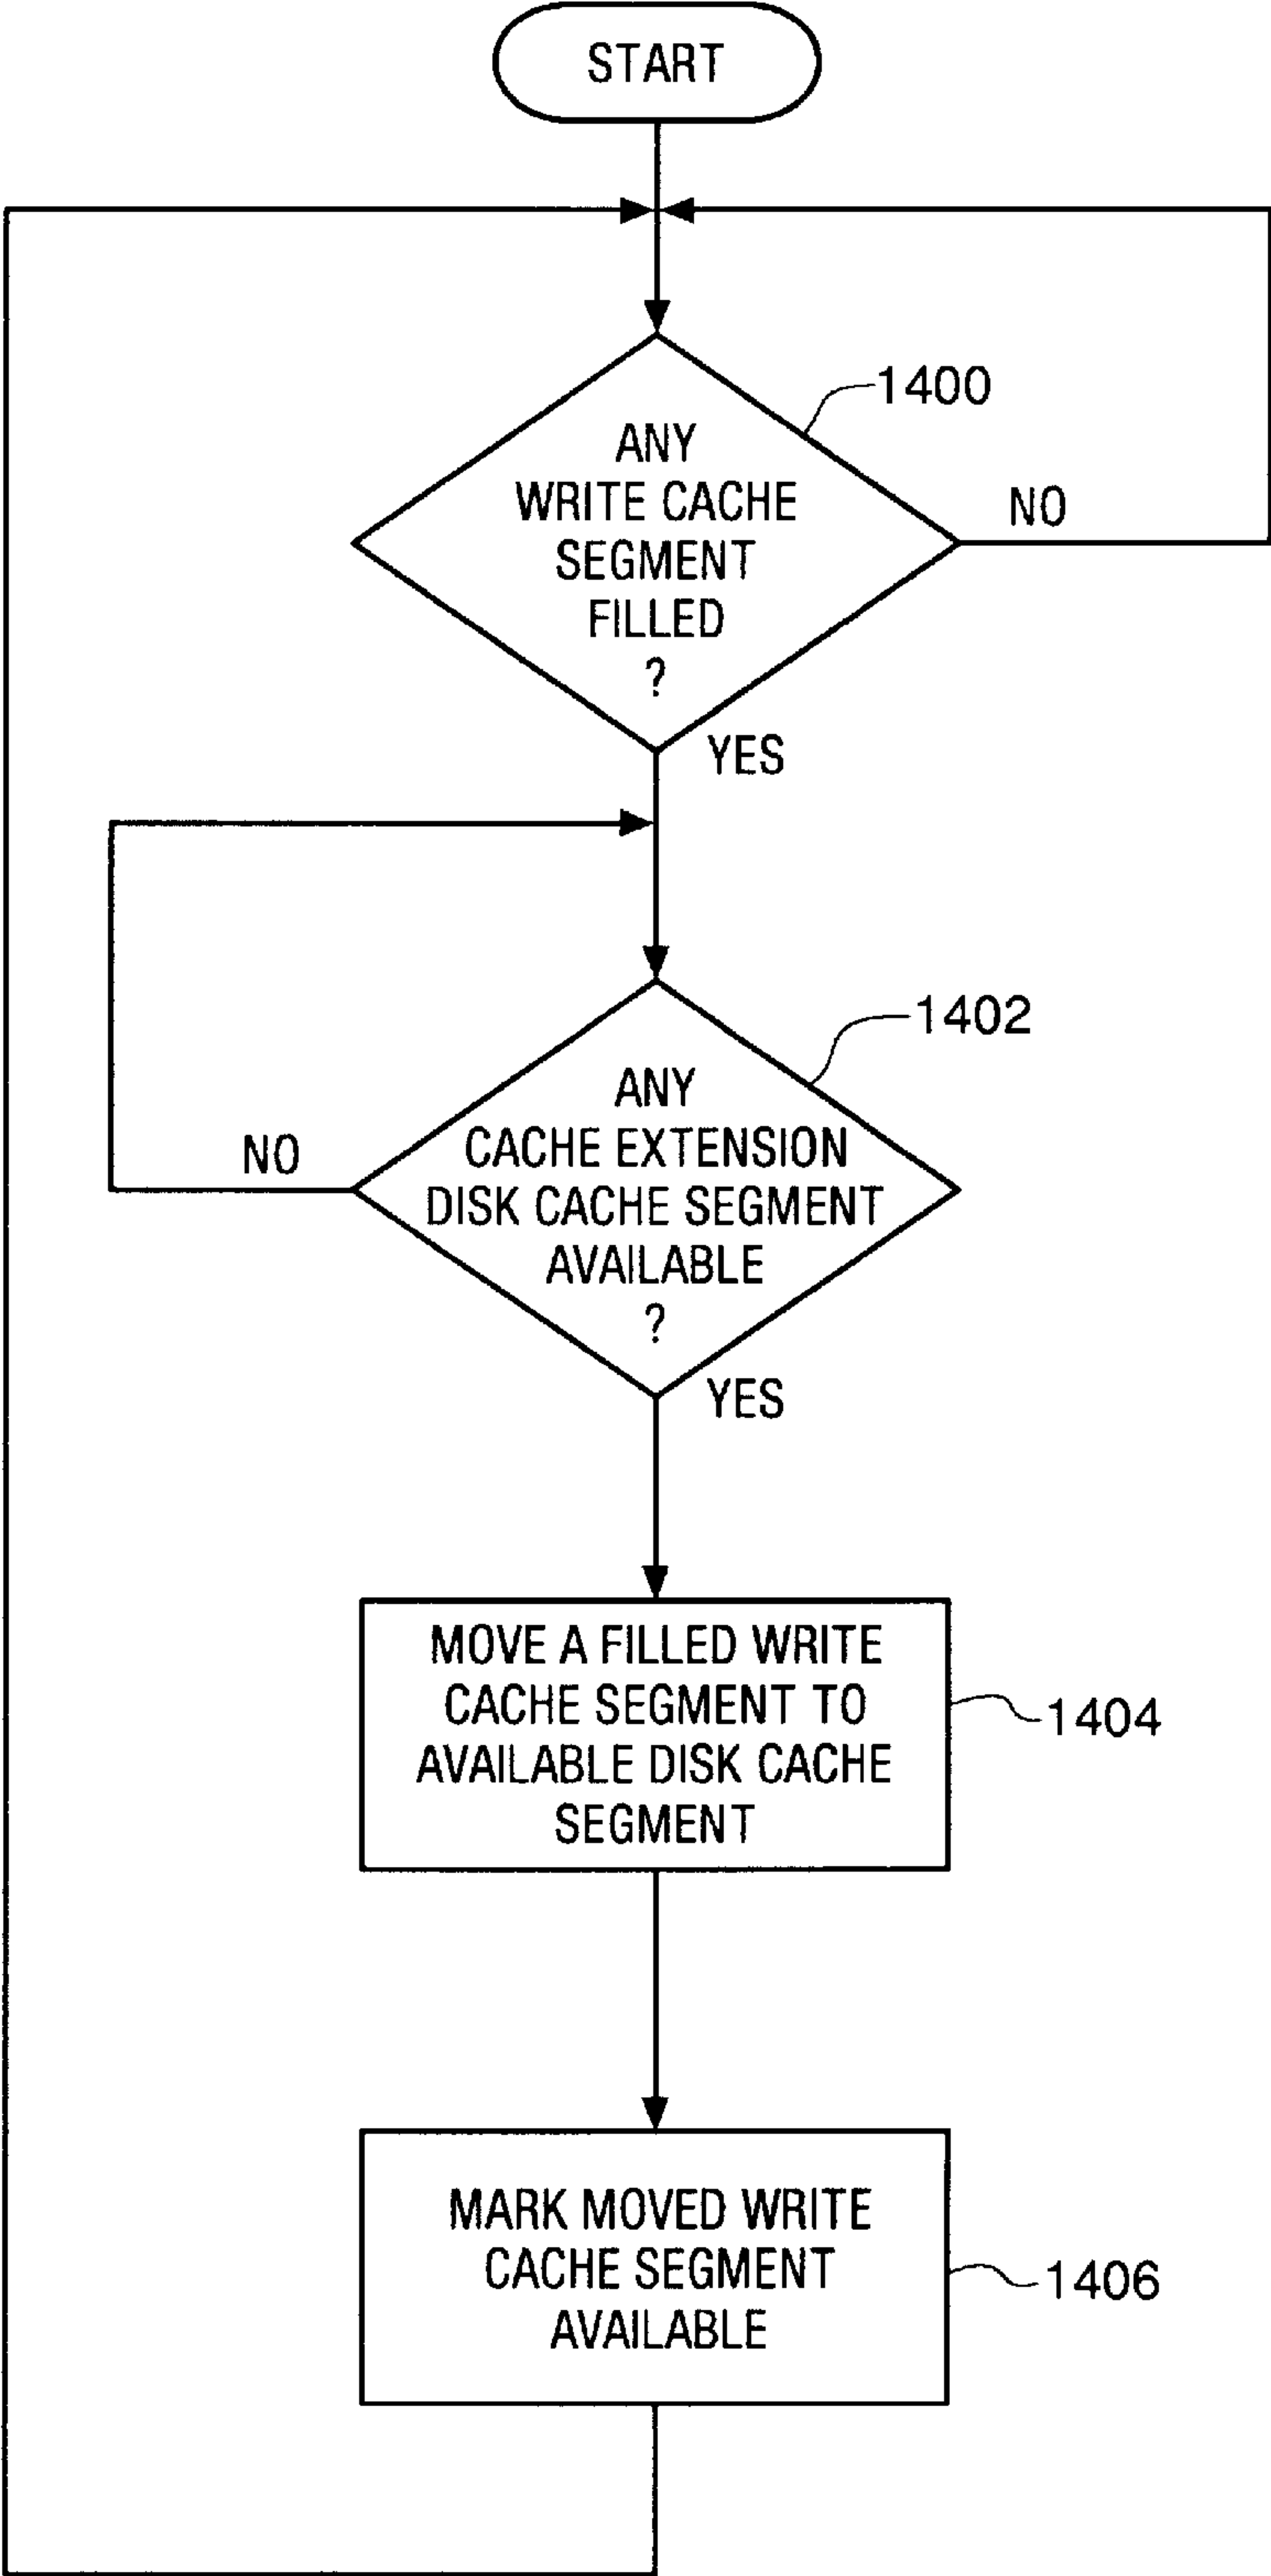 START
1400
ANY
WRITE CACHE
SEGMENT
FILLED
?
NO
YES
1402
ANY
CACHE EXTENSION
DISK CACHE SEGMENT
AVAILABLE
?
NO
YES
MOVE A FILLED WRITE
CACHE SEGMENT TO
AVAILABLE DISK CACHE
SEGMENT
1404
MARK MOVED WRITE
CACHE SEGMENT
AVAILABLE
1406